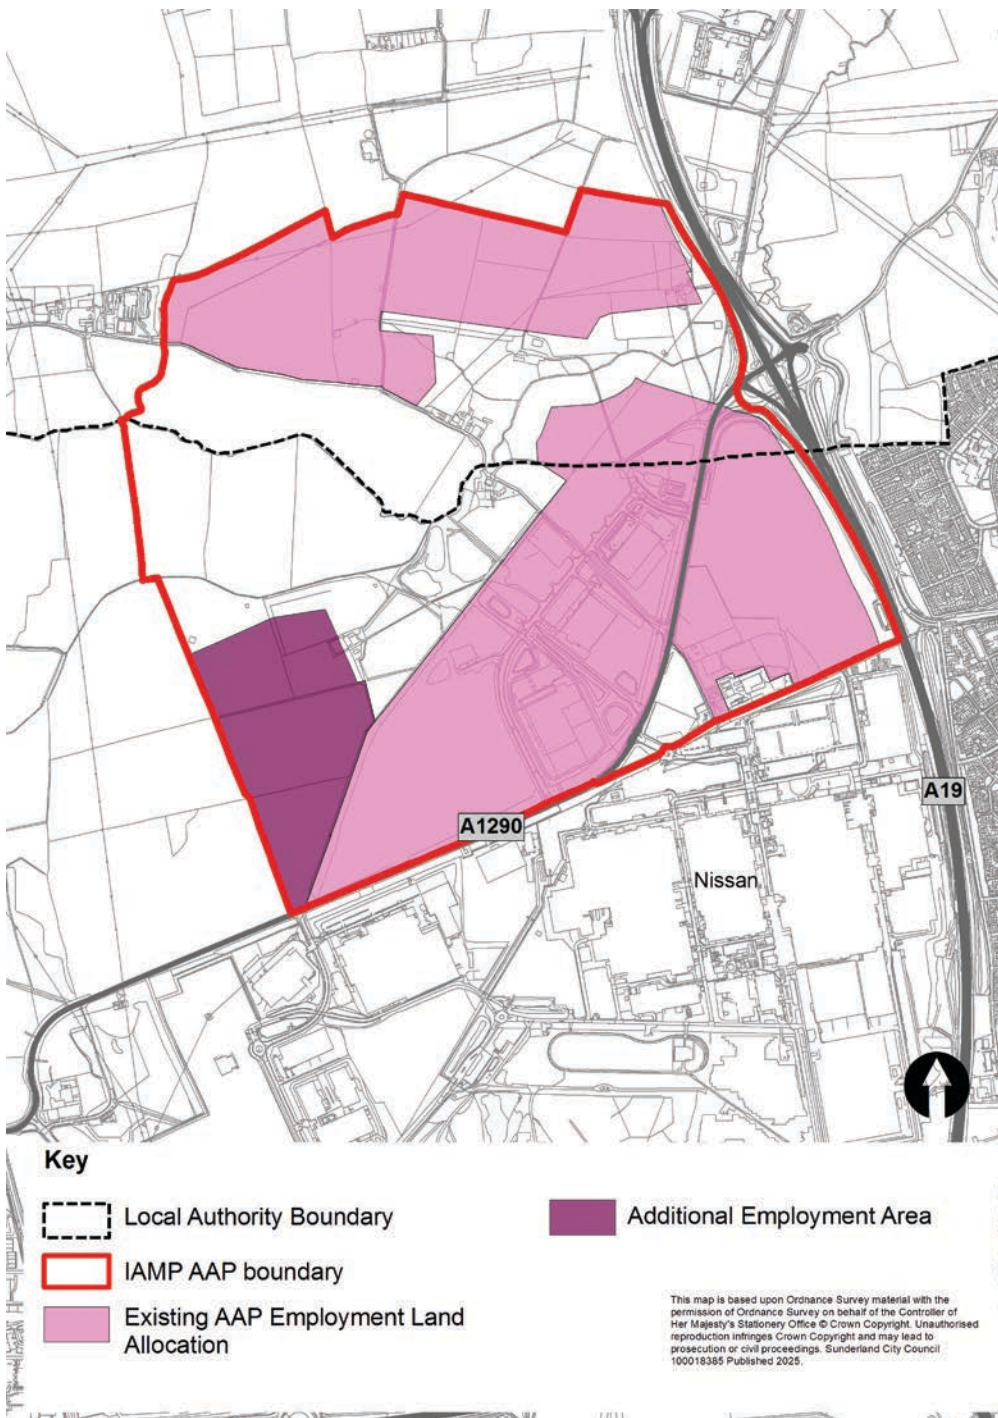 A19
A1290
Nissan
Key
Local Authority Boundary
Additional Employment Area
IAMP AAP boundary
Existing AAP Employment Land
Allocation
This map is based upon Ordnance Survey material with the
permission of Ordnance Survey on behalf of the Controller of
Her Majesty's Stationery Office © Crown Copyright. Unauthorised
reproduction infringes Crown Copyright and may lead to
prosecution or civil proceedings. Sunderland City Council
100018385 Published 2025.